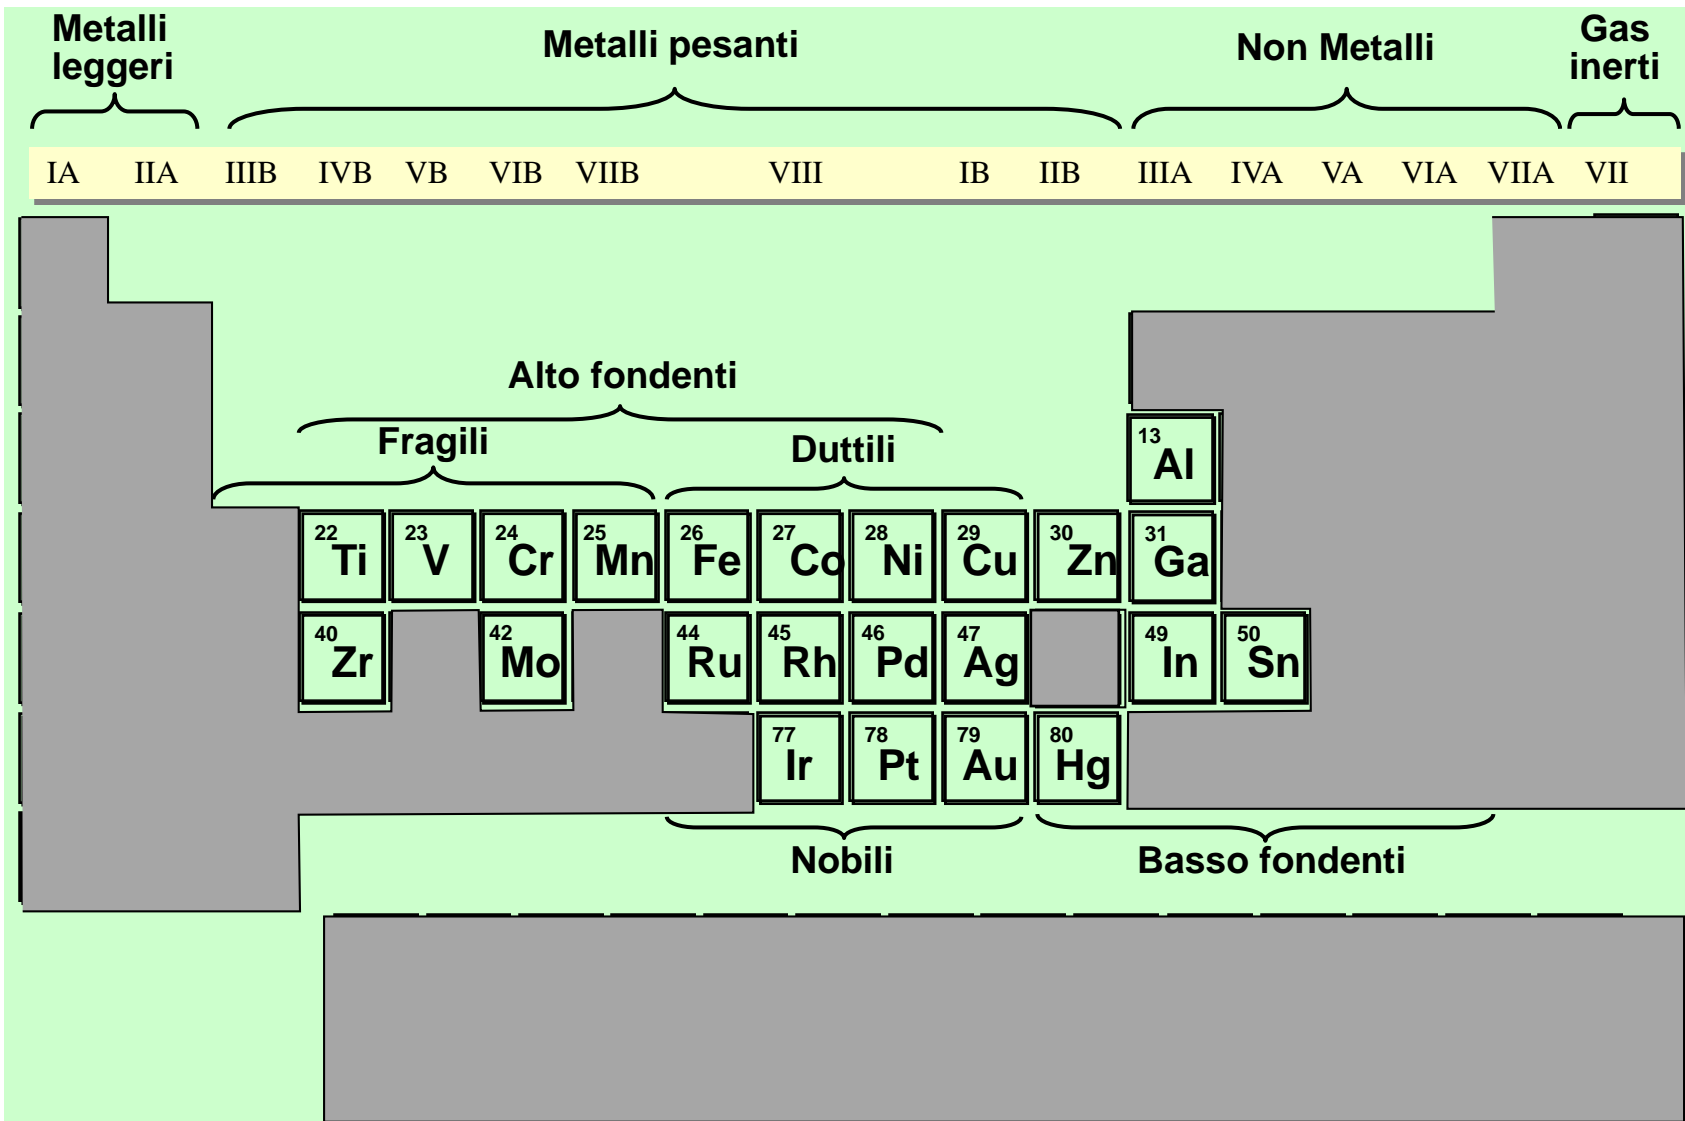 Metalli
leggeri
Metalli pesanti
Non Metalli
Gas
inerti
IA IIA IIIB IVB VB VIB VIIB VIII IB IIB IIIA IVA VA VIA VIIA VII
Alto fondenti
Fragili
Duttili
13
Al
22 23 24 25 26 27 28 29 30 31
Ti V Cr Mn Fe Co Ni Cu Zn Ga
40 42 44 45 46 47 49 50
Zr Mo Ru Rh Pd Ag In Sn
77 78 79 80
Ir Pt Au Hg
Nobili
Basso fondenti